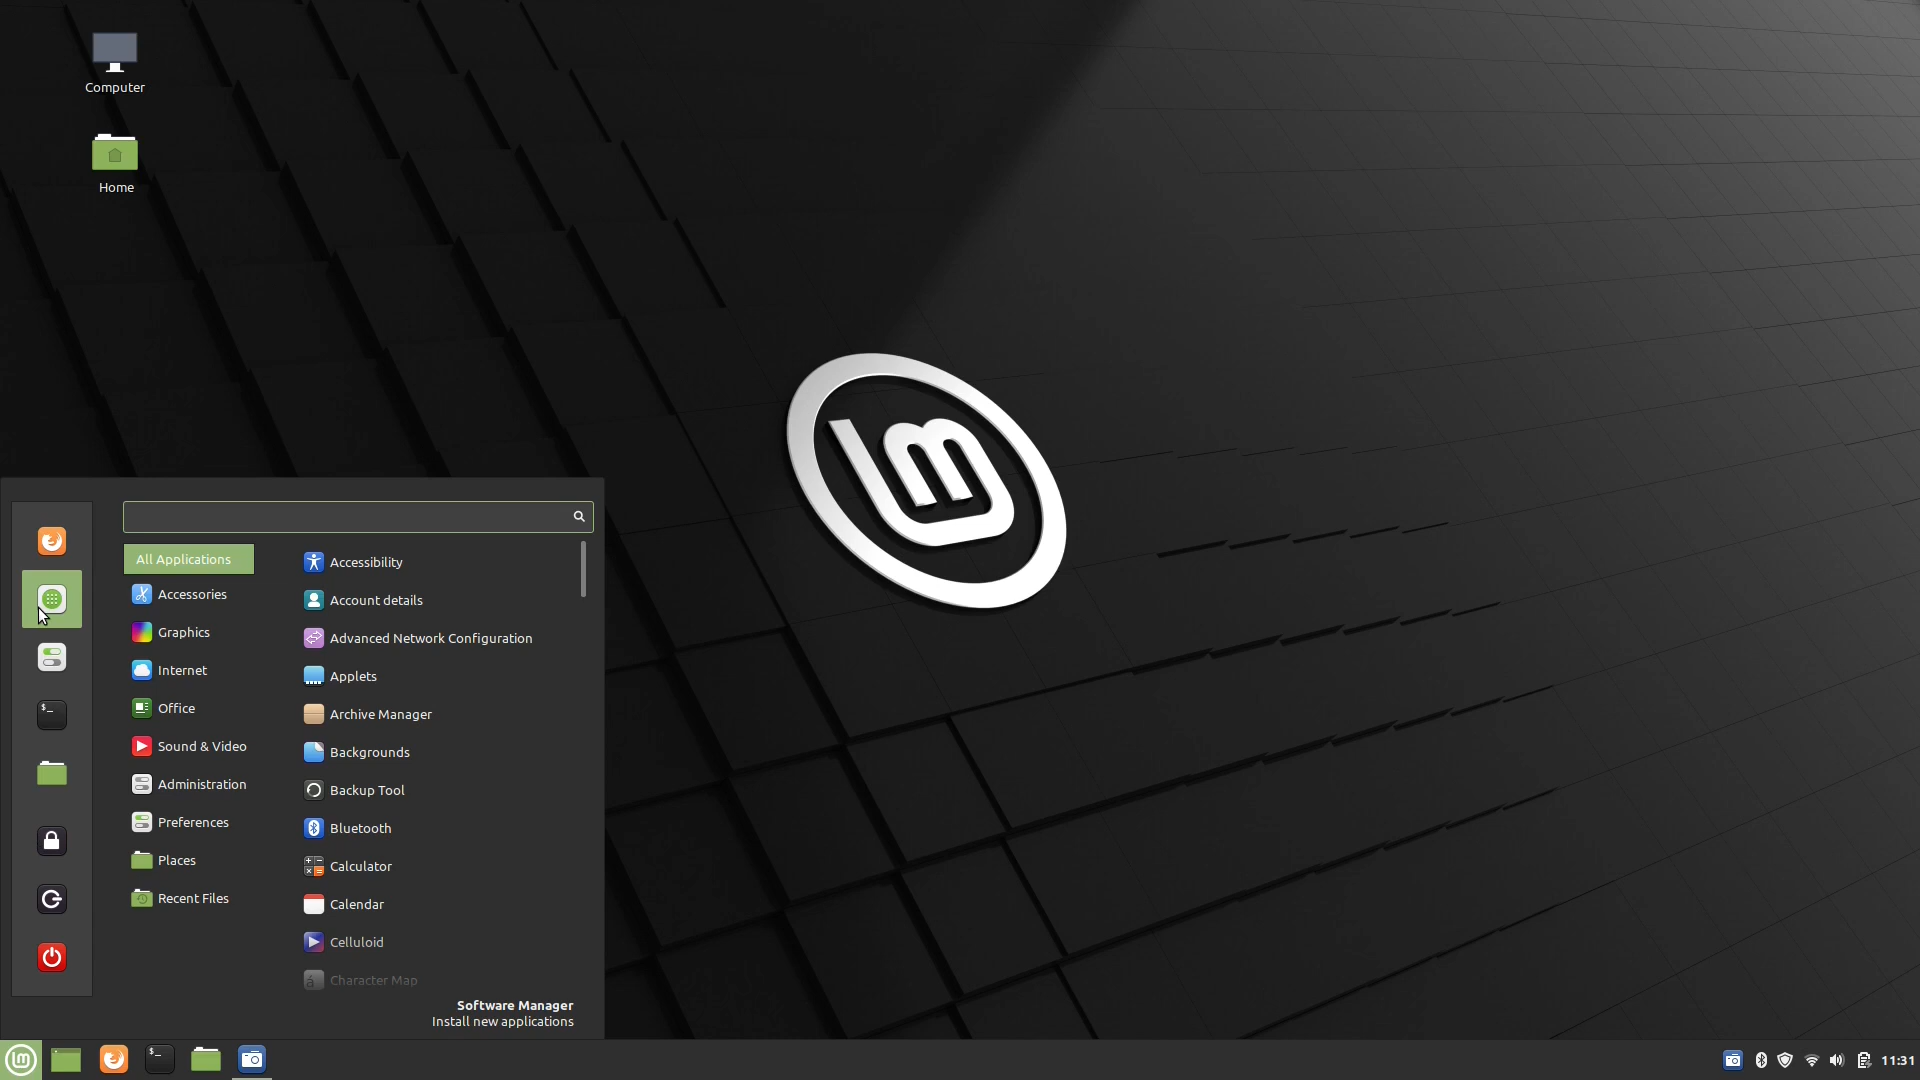 Computer
Home
All Applications
Accessories
Graphics
Internet
Office
Sound & Video
Administration
Preferences
Places
Recent Files
Accessibility
Account details
Advanced Network Configuration
Applets
Archive Manager
Backgrounds
Backup Tool
Bluetooth
Calculator
Calendar
Celluloid
Character Map
Software Manager
Install new applications
11:31